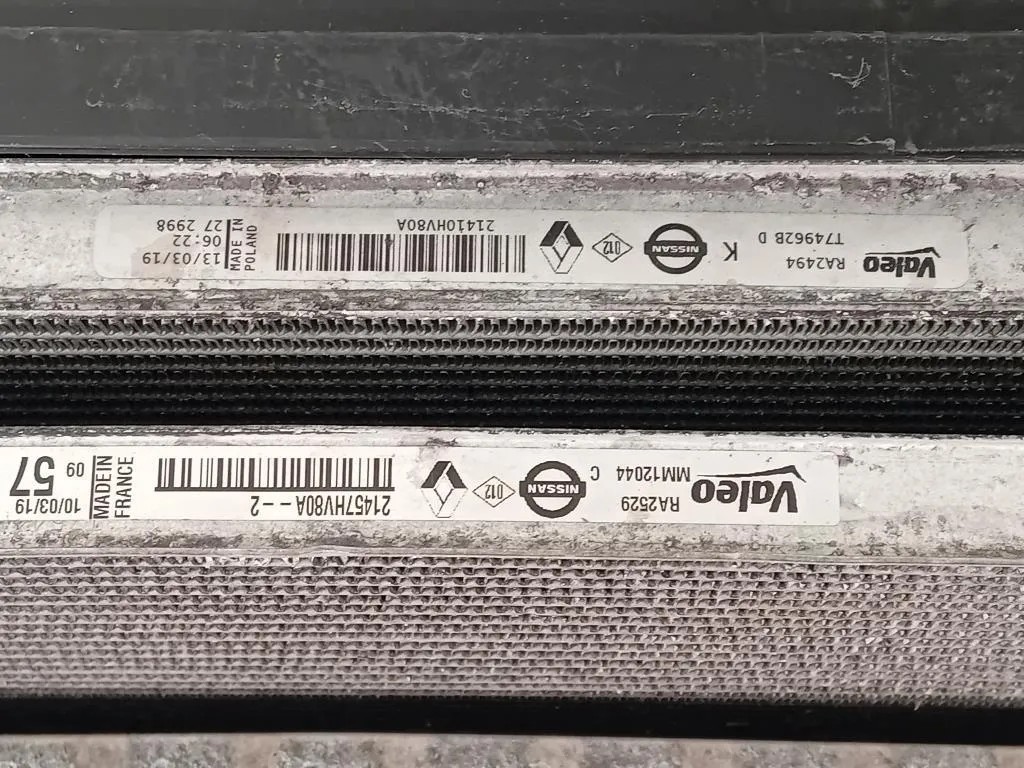 Valeo
RA2494
T74962B D
K
NISSAN
012
21410HV80A
MADE IN
POLAND
13/03/19
06:22
27 2998
Valeo
RA2529
MM12044
C
NISSAN
012
21457HV80A--2
MADE IN
FRANCE
10/03/19
57 09